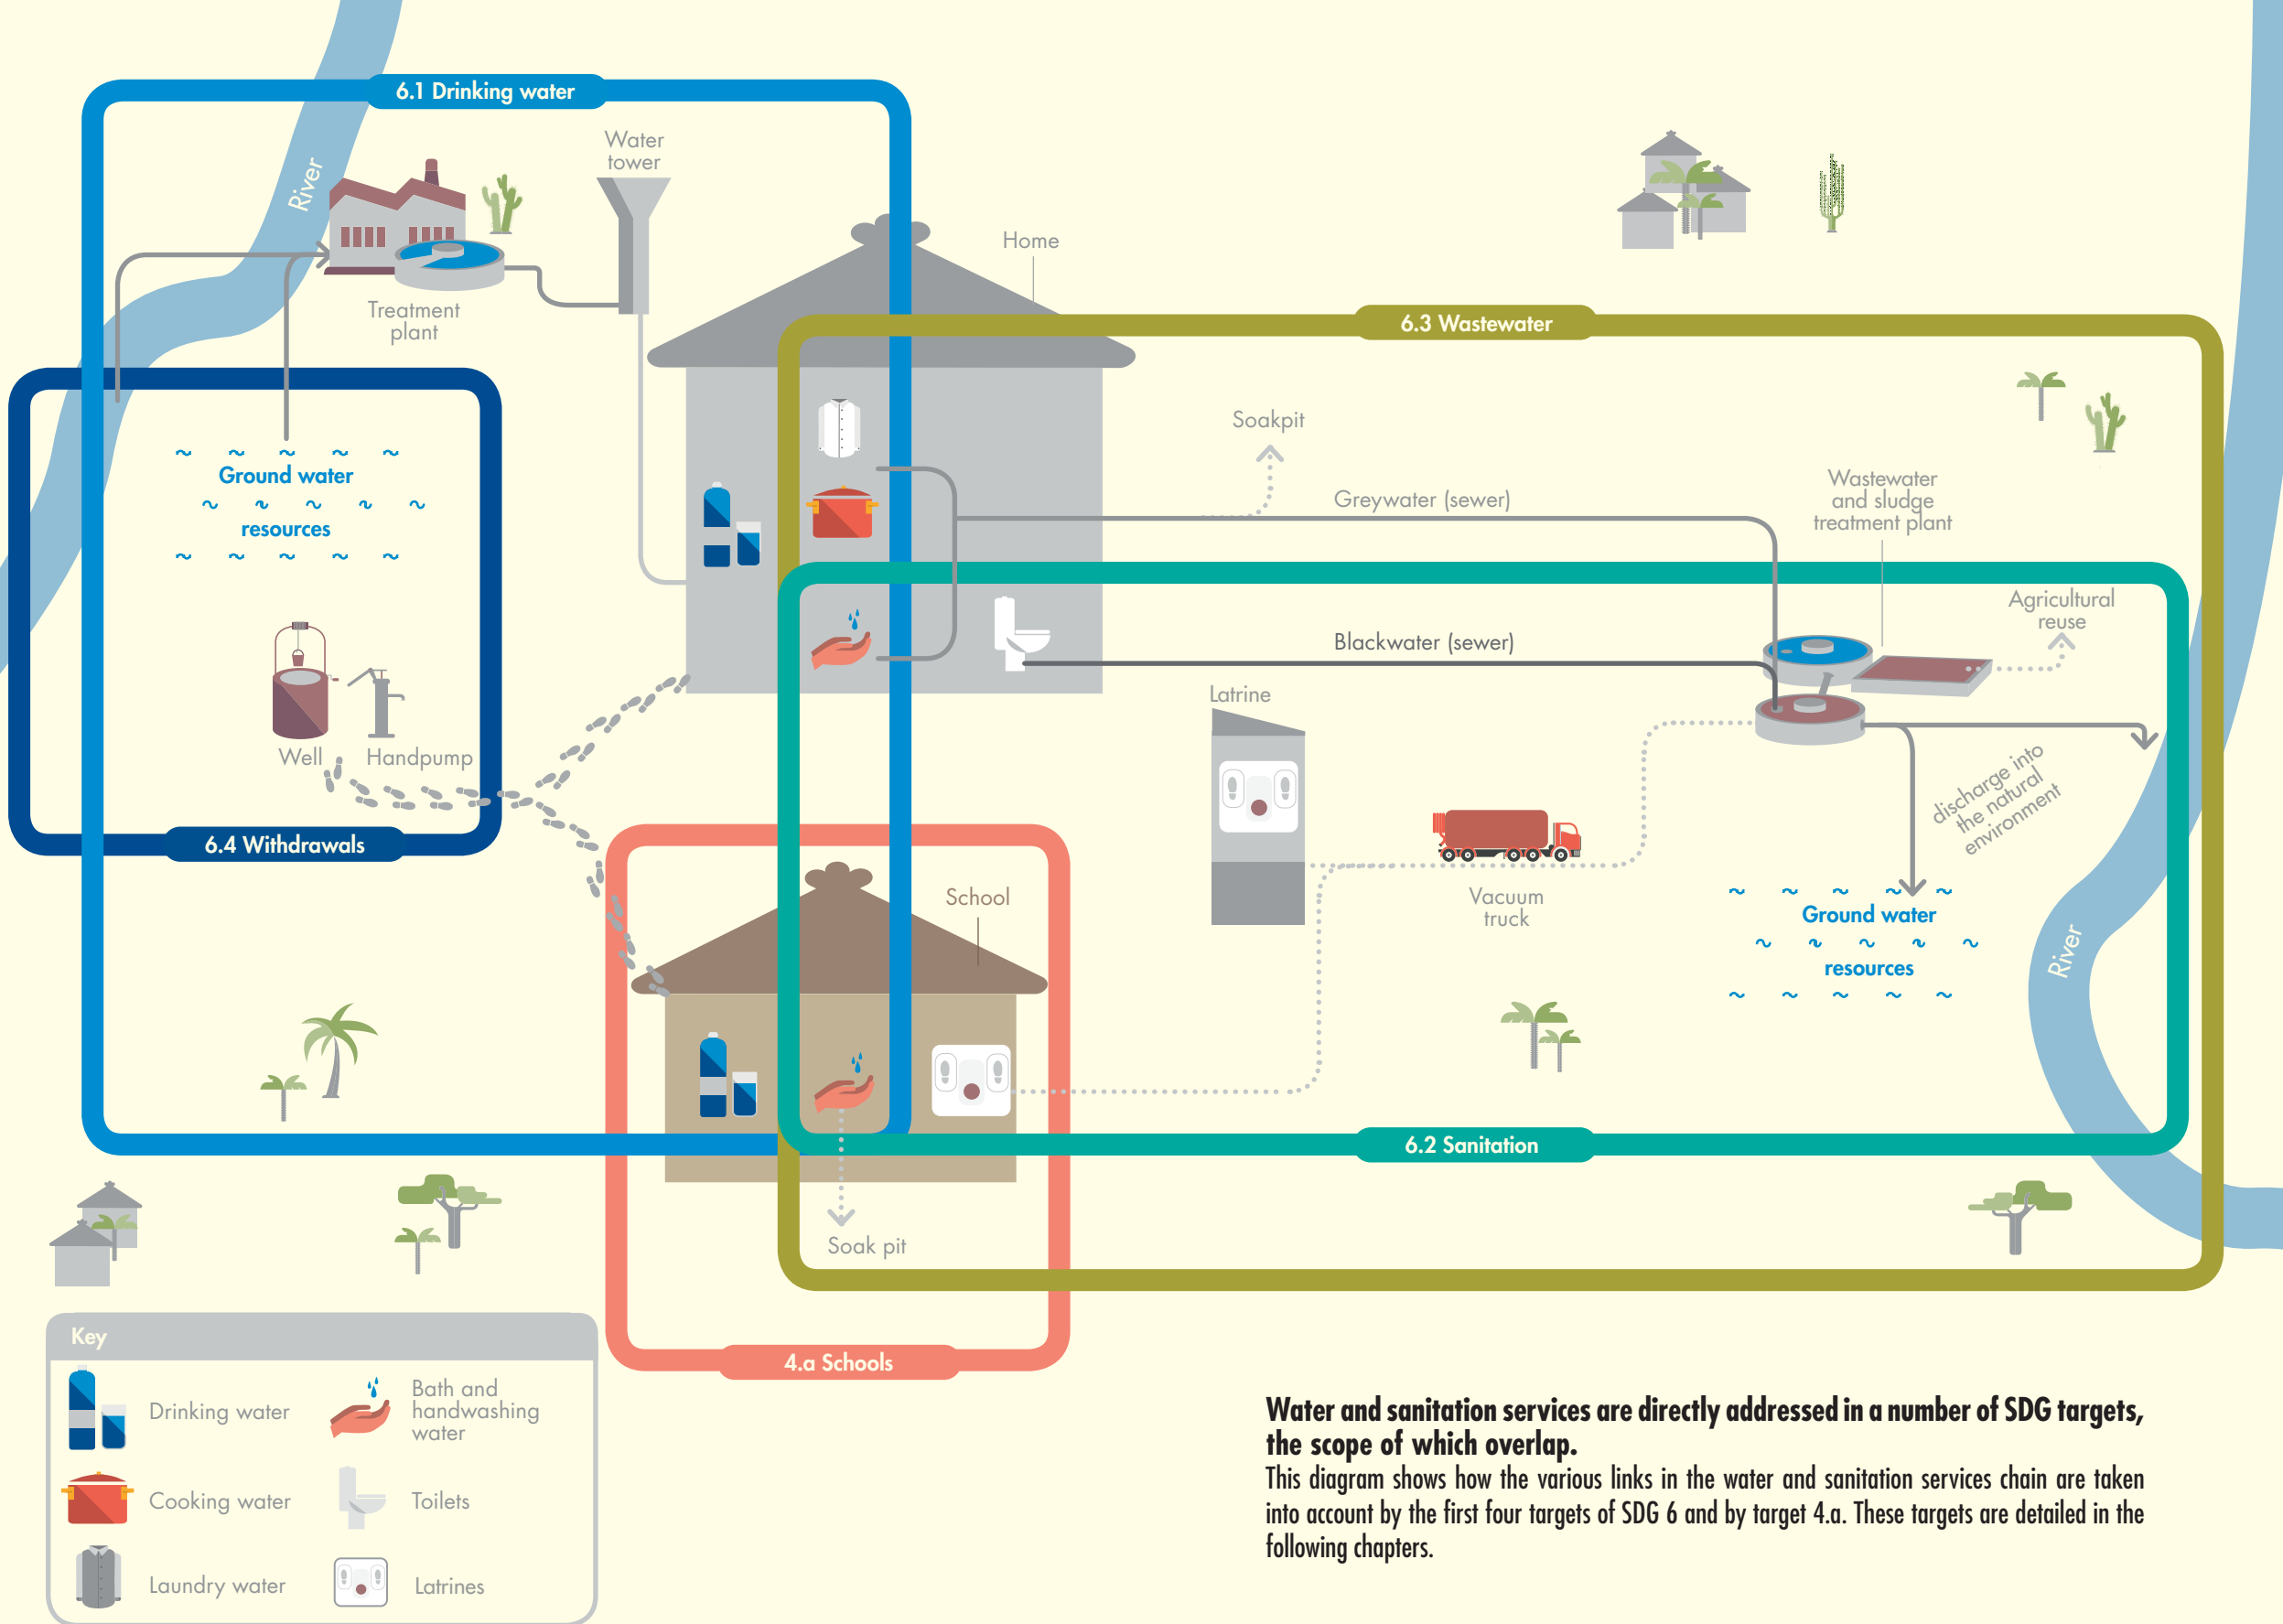 6.1 Drinking water
River
Water
tower
Home
Treatment
plant
6.3 Wastewater
Soakpit
Ground water
resources
Greywater (sewer)
Wastewater
and sludge
treatment plant
Agricultural
reuse
Blackwater (sewer)
Latrine
Well
Handpump
discharge into
the natural
environment
6.4 Withdrawals
School
Vacuum
truck
Ground water
resources
River
6.2 Sanitation
Soak pit
4.a Schools
Key
Drinking water
Bath and
handwashing
water
Cooking water
Toilets
Laundry water
Latrines
Water and sanitation services are directly addressed in a number of SDG targets,
the scope of which overlap.
This diagram shows how the various links in the water and sanitation services chain are taken
into account by the first four targets of SDG 6 and by target 4.a. These targets are detailed in the
following chapters.